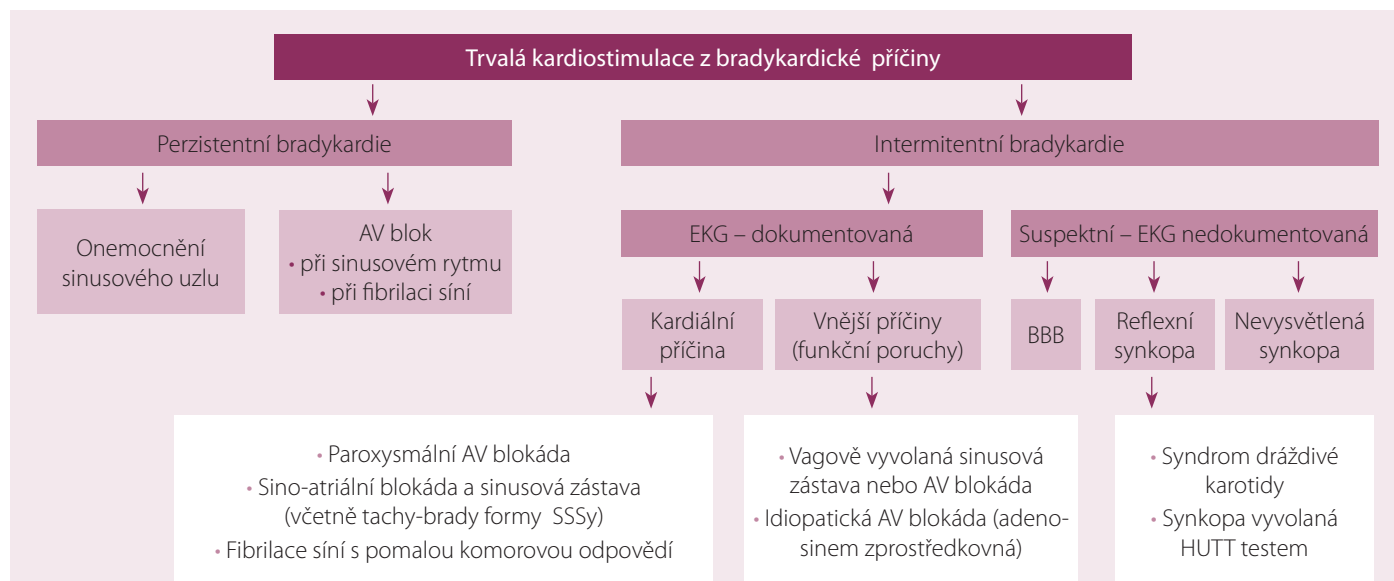 Trvalá kardiostimulace z bradykardické příčiny
Perzistentní bradykardie
Intermitentní bradykardie
Onemocnění
sinusového uzlu
AV blok
• při sinusovém rytmu
• při fibrilaci síní
EKG – dokumentovaná
Suspektní – EKG nedokumentovaná
Kardiální
příčina
Vnější příčiny
(funkční poruchy)
BBB
Reflexní
synkopa
Nevysvětlená
synkopa
• Paroxysmální AV blokáda
• Sino-atriální blokáda a sinusová zástava
(včetně tachy-brady formy SSSy)
• Fibrilace síní s pomalou komorovou odpovědí
• Vagově vyvolaná sinusová
zástava nebo AV blokáda
• Idiopatická AV blokáda (adeno-
sinem zprostředkovná)
• Syndrom dráždivé
karotidy
• Synkopa vyvolaná
HUTT testem